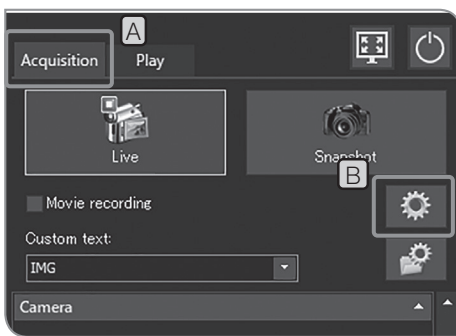 A
Acquisition Play
Live Snapshot
B
Movie recording
Custom text:
IMG
Camera